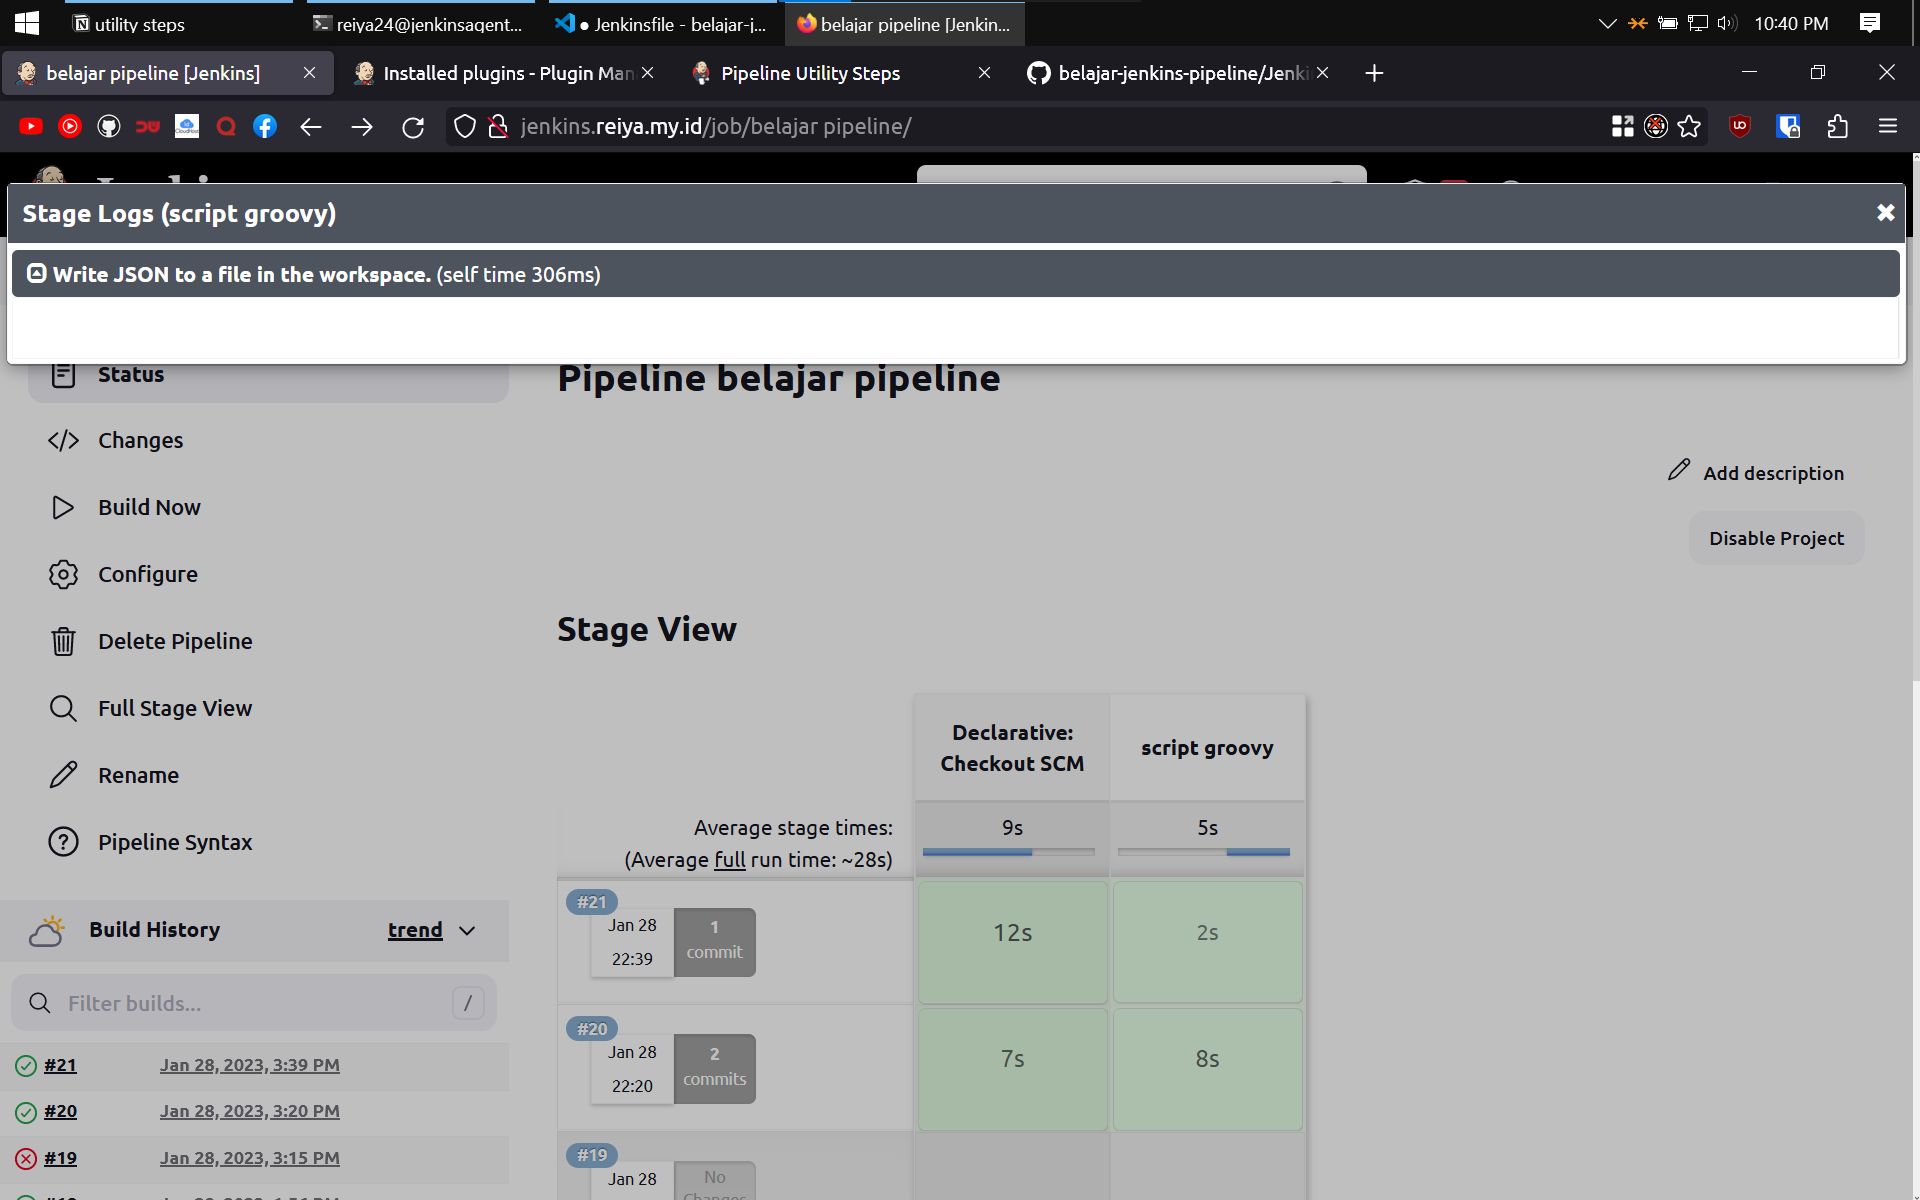 utility steps
reiya24@jenkinsagent...
● Jenkinsfile - belajar-j...
belajar pipeline [Jenkin...
10:40 PM
belajar pipeline [Jenkins]
Installed plugins - Plugin Man
Pipeline Utility Steps
belajar-jenkins-pipeline/Jenki
jenkins.reiya.my.id/job/belajar pipeline/
Stage Logs (script groovy)
Write JSON to a file in the workspace. (self time 306ms)
Status
Changes
Build Now
Configure
Delete Pipeline
Full Stage View
Rename
Pipeline Syntax
Pipeline belajar pipeline
Add description
Disable Project
Stage View
Declarative:
Checkout SCM
script groovy
Average stage times:
(Average full run time: ~28s)
9s
5s
#21
Jan 28
22:39
1
commit
12s
2s
#20
Jan 28
22:20
2
commits
7s
8s
#19
Jan 28
No
Changes
Build History
trend
Filter builds...
/
#21
Jan 28, 2023, 3:39 PM
#20
Jan 28, 2023, 3:20 PM
#19
Jan 28, 2023, 3:15 PM